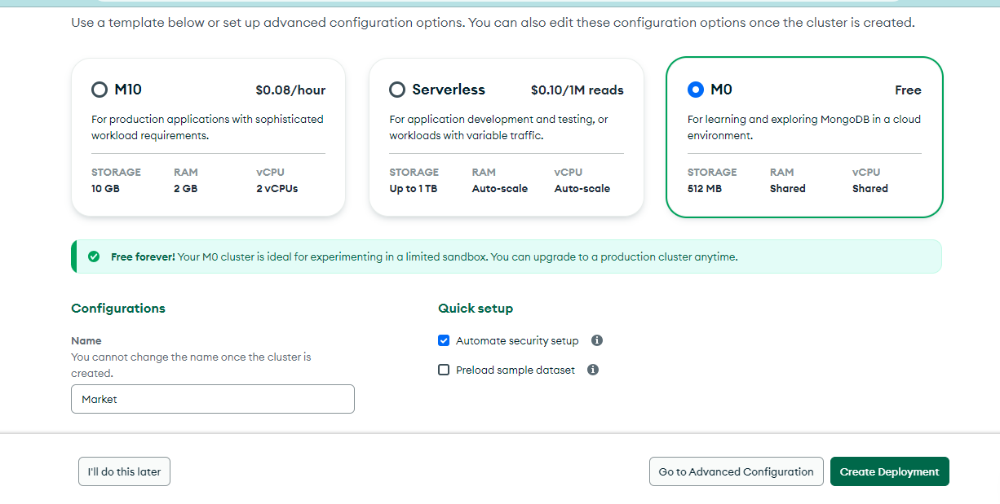 Use a template below or set up advanced configuration options. You can also edit these configuration options once the cluster is created.
M10
$0.08/hour
For production applications with sophisticated
workload requirements.
STORAGE
RAM
vCPU
10 GB
2 GB
2 vCPUs
Serverless
$0.10/1M reads
For application development and testing, or
workloads with variable traffic.
STORAGE
RAM
vCPU
Up to 1 TB
Auto-scale
Auto-scale
M0
Free
For learning and exploring MongoDB in a cloud
environment.
STORAGE
RAM
vCPU
512 MB
Shared
Shared
Free forever! Your M0 cluster is ideal for experimenting in a limited sandbox. You can upgrade to a production cluster anytime.
Configurations
Name
You cannot change the name once the cluster is
created.
Market
Quick setup
Automate security setup
Preload sample dataset
I'll do this later
Go to Advanced Configuration
Create Deployment